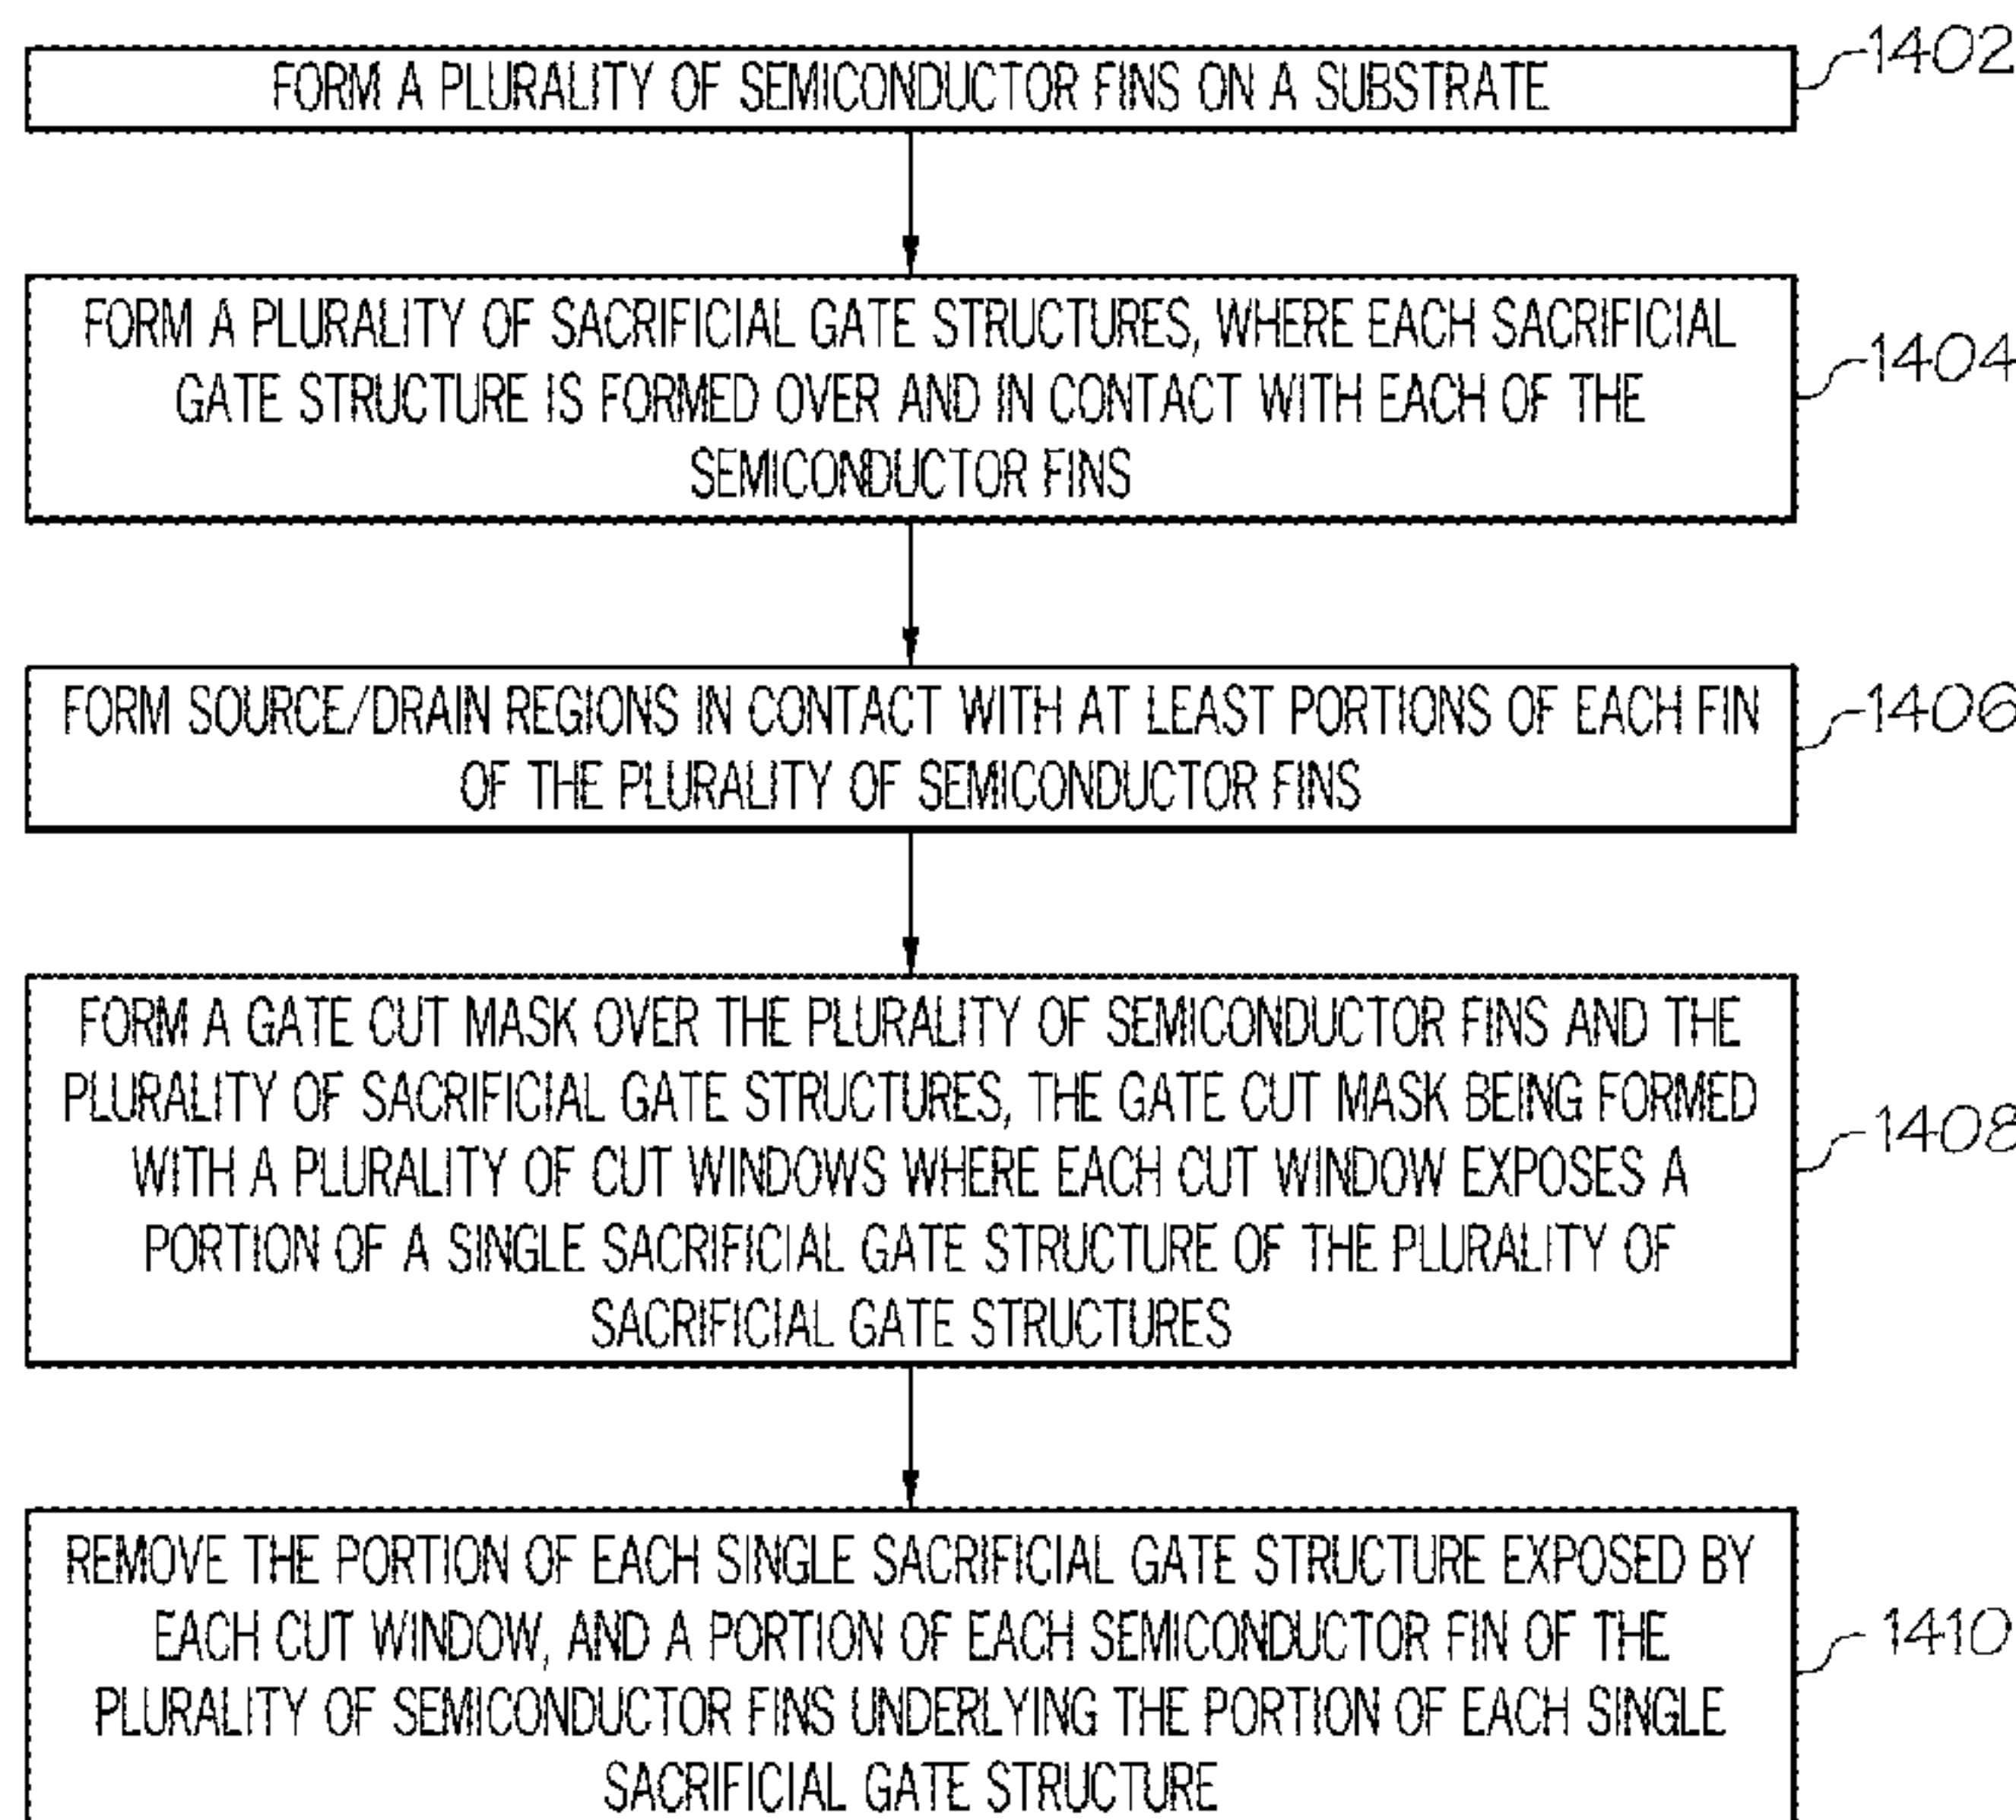 FORM A PLURALITY OF SEMICONDUCTOR FINS ON A SUBSTRATE
1402
FORM A PLURALITY OF SACRIFICIAL GATE STRUCTURES, WHERE EACH SACRIFICIAL
GATE STRUCTURE IS FORMED OVER AND IN CONTACT WITH EACH OF THE
SEMICONDUCTOR FINS
1404
FORM SOURCE/DRAIN REGIONS IN CONTACT WITH AT LEAST PORTIONS OF EACH FIN
OF THE PLURALITY OF SEMICONDUCTOR FINS
1406
FORM A GATE CUT MASK OVER THE PLURALITY OF SEMICONDUCTOR FINS AND THE
PLURALITY OF SACRIFICIAL GATE STRUCTURES, THE GATE CUT MASK BEING FORMED
WITH A PLURALITY OF CUT WINDOWS WHERE EACH CUT WINDOW EXPOSES A
PORTION OF A SINGLE SACRIFICIAL GATE STRUCTURE OF THE PLURALITY OF
SACRIFICIAL GATE STRUCTURES
1408
REMOVE THE PORTION OF EACH SINGLE SACRIFICIAL GATE STRUCTURE EXPOSED BY
EACH CUT WINDOW, AND A PORTION OF EACH SEMICONDUCTOR FIN OF THE
PLURALITY OF SEMICONDUCTOR FINS UNDERLYING THE PORTION OF EACH SINGLE
SACRIFICIAL GATE STRUCTURE
1410